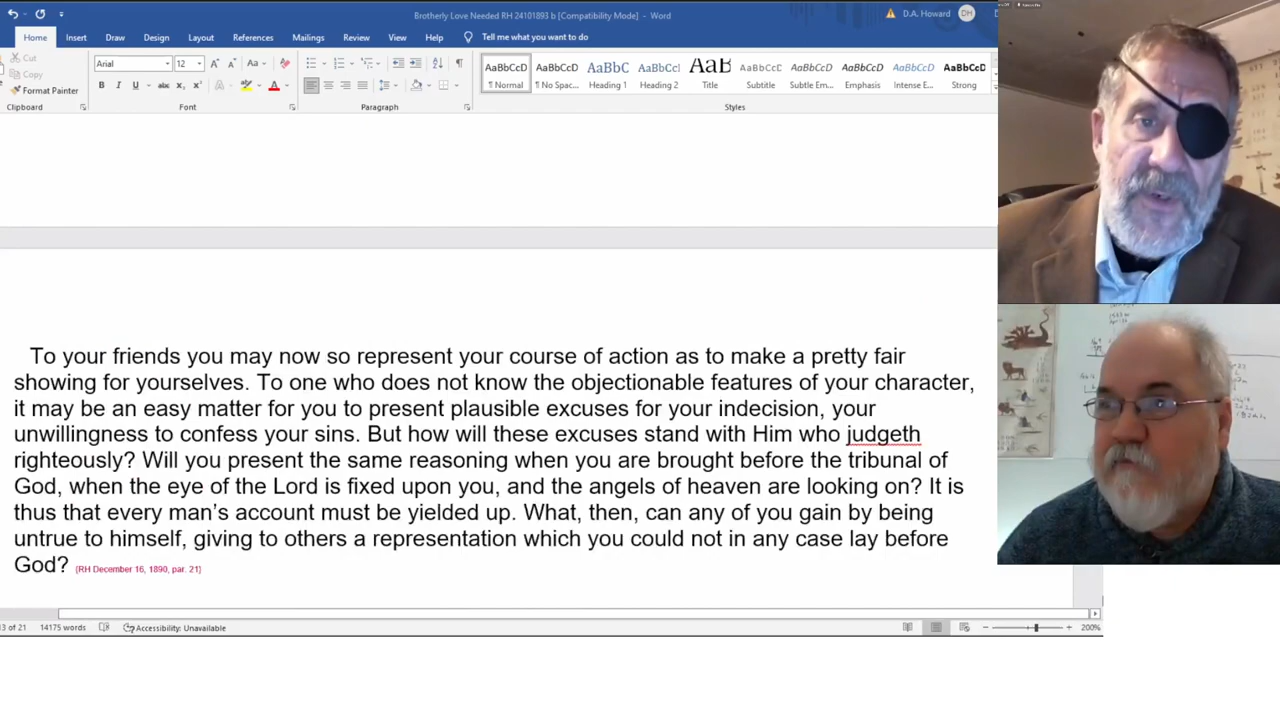 Brotherly Love Needed RH 24101893 b [Compatibility Mode] - Word
D.A. Howard
DH
Home Insert Draw Design Layout References Mailings Review View Help Tell me what you want to do
Cut
Copy
Format Painter
Clipboard
Arial 12
Font
Paragraph
AaBbCcD AaBbCcD AaBbC AaBbCc AaB AaBbCcD AaBbCcD AaBbCcD AaBbCcD AaBbCcD
¶ Normal ¶ No Spac... Heading 1 Heading 2 Title Subtitle Subtle Em... Emphasis Intense E... Strong
Styles
To your friends you may now so represent your course of action as to make a pretty fair
showing for yourselves. To one who does not know the objectionable features of your character,
it may be an easy matter for you to present plausible excuses for your indecision, your
unwillingness to confess your sins. But how will these excuses stand with Him who judgeth
righteously? Will you present the same reasoning when you are brought before the tribunal of
God, when the eye of the Lord is fixed upon you, and the angels of heaven are looking on? It is
thus that every man's account must be yielded up. What, then, can any of you gain by being
untrue to himself, giving to others a representation which you could not in any case lay before
God? {RH December 16, 1890, par. 21}
13 of 21 14175 words Accessibility: Unavailable 200%